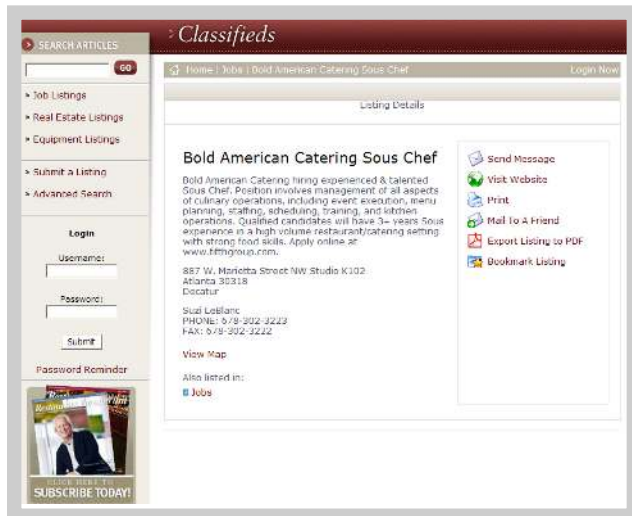 Classifieds
SEARCH ARTICLES
GO
Job Listings
Real Estate Listings
Equipment Listings
Submit a Listing
Advanced Search
Login
Username:
Password:
Submit
Password Reminder
CLICK HERE TO
SUBSCRIBE TODAY!
Home | Jobs | Bold American Catering Sous Chef
Login Now
Listing Details
Bold American Catering Sous Chef
Bold American Catering hiring experienced & talented
Sous Chef. Position involves management of all aspects
of culinary operations, including event execution, menu
planning, staffing, scheduling, training, and kitchen
operations. Qualified candidates will have 3+ years Sous
experience in a high volume restaurant/catering setting
with strong food skills. Apply online at
www.fifthgroup.com.
887 W. Marietta Street NW Studio K102
Atlanta 30318
Decatur
Suzi LeBlanc
PHONE: 678-302-3223
FAX: 678-302-3222
View Map
Also listed in:
Jobs
Send Message
Visit Website
Print
Mail To A Friend
Export Listing to PDF
Bookmark Listing